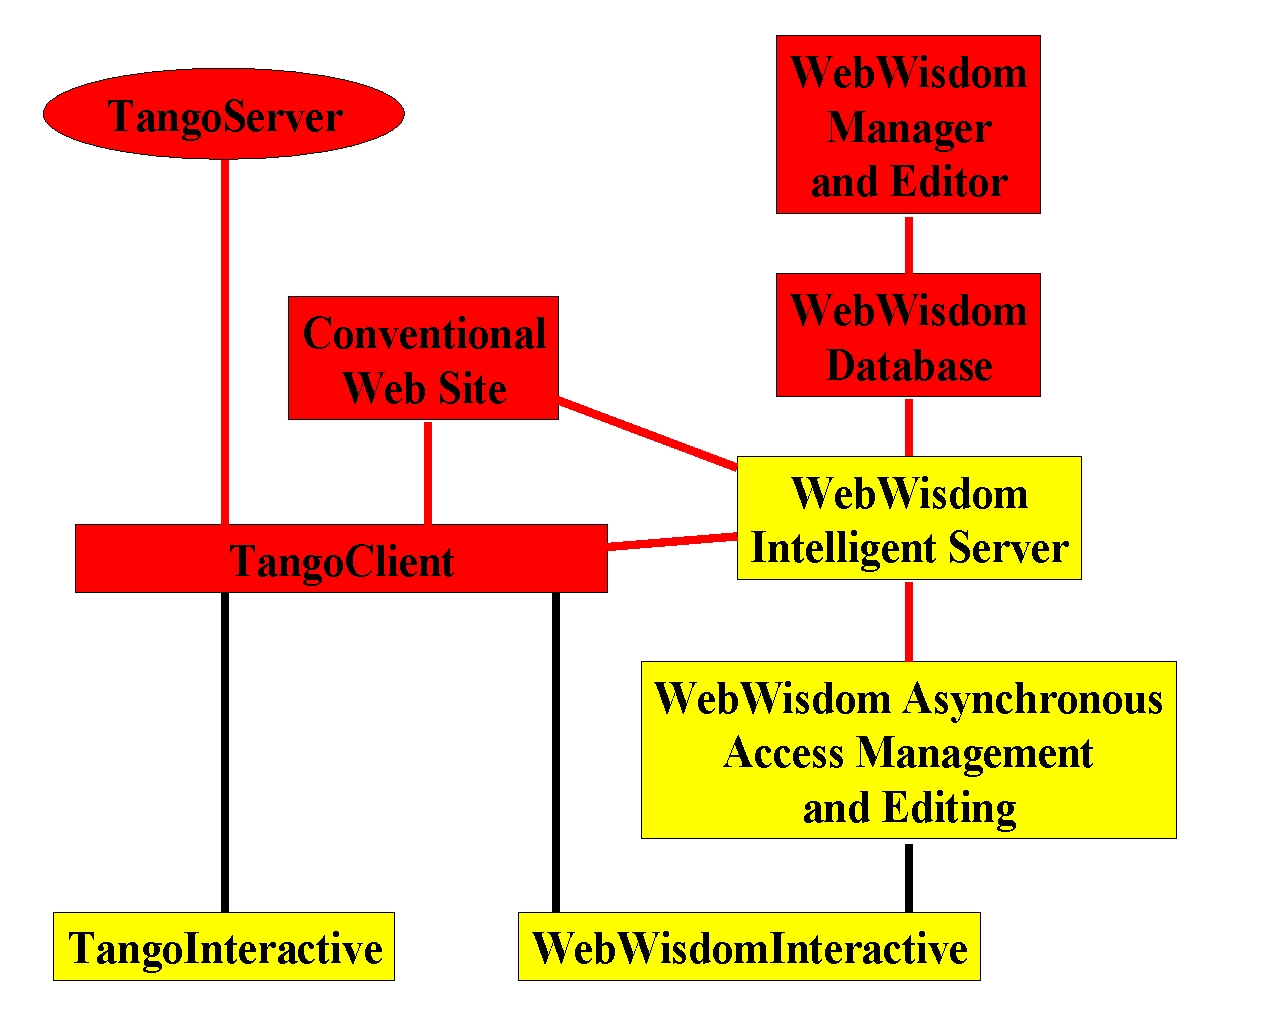 TangoServer
WebWisdom
Manager
and Editor
Conventional
Web Site
WebWisdom
Database
WebWisdom
Intelligent Server
TangoClient
WebWisdom Asynchronous
Access Management
and Editing
TangoInteractive
WebWisdomInteractive